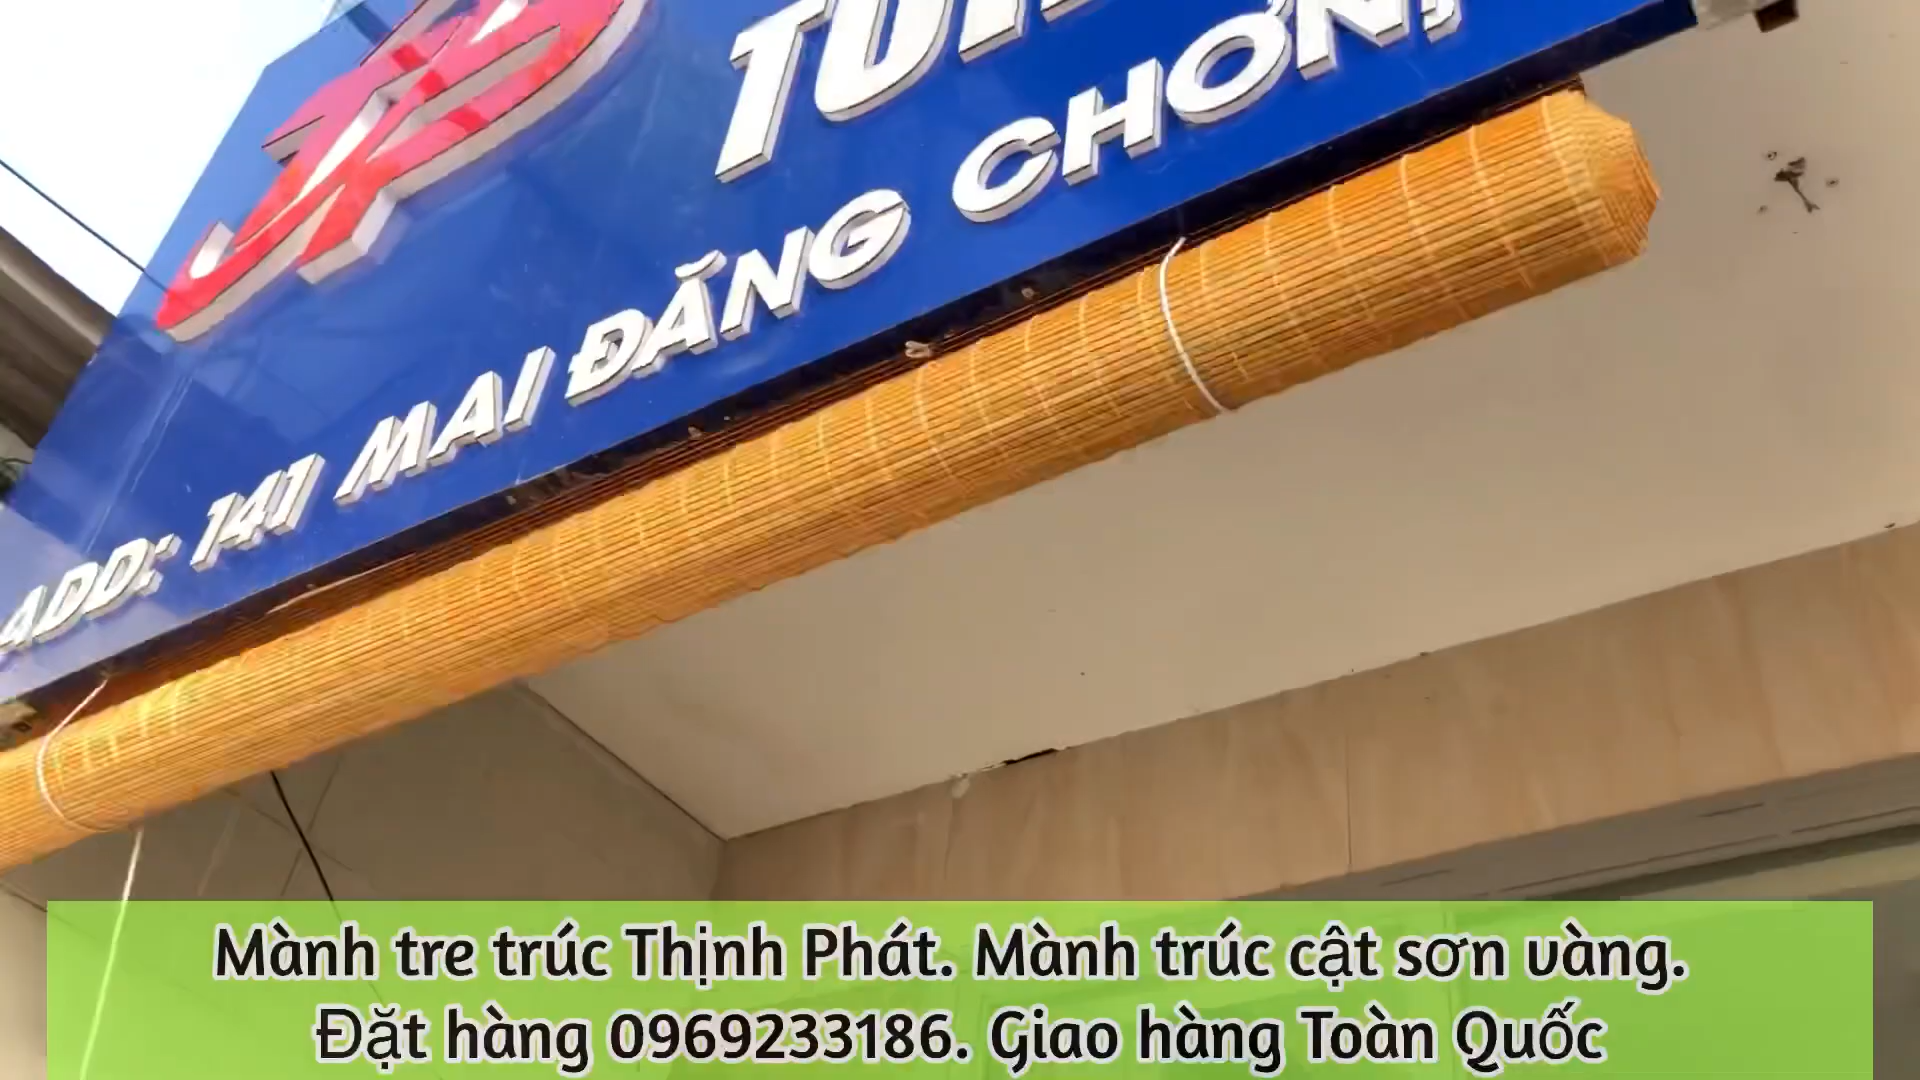 ADD: 141 MAI ĐĂNG CHƠN,
Mành tre trúc Thịnh Phát. Mành trúc cật sơn vàng.
Đặt hàng 0969233186. Giao hàng Toàn Quốc